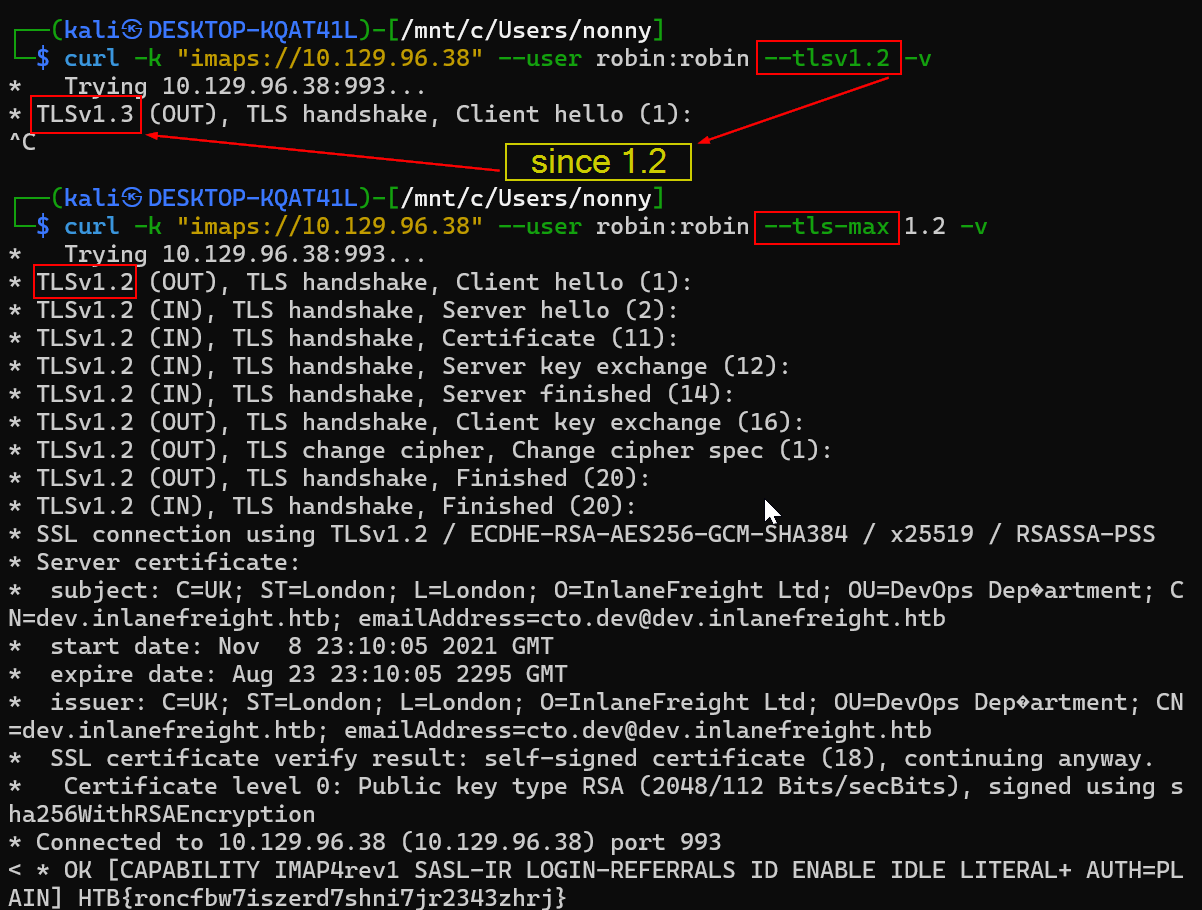 ┌──(kali㉿DESKTOP-KQAT41L)-[/mnt/c/Users/nonny]
└─$ curl -k "imaps://10.129.96.38" --user robin:robin --tlsv1.2 -v
*   Trying 10.129.96.38:993...
* TLSv1.3 (OUT), TLS handshake, Client hello (1):
^C
since 1.2
┌──(kali㉿DESKTOP-KQAT41L)-[/mnt/c/Users/nonny]
└─$ curl -k "imaps://10.129.96.38" --user robin:robin --tls-max 1.2 -v
*   Trying 10.129.96.38:993...
* TLSv1.2 (OUT), TLS handshake, Client hello (1):
* TLSv1.2 (IN), TLS handshake, Server hello (2):
* TLSv1.2 (IN), TLS handshake, Certificate (11):
* TLSv1.2 (IN), TLS handshake, Server key exchange (12):
* TLSv1.2 (IN), TLS handshake, Server finished (14):
* TLSv1.2 (OUT), TLS handshake, Client key exchange (16):
* TLSv1.2 (OUT), TLS change cipher, Change cipher spec (1):
* TLSv1.2 (OUT), TLS handshake, Finished (20):
* TLSv1.2 (IN), TLS handshake, Finished (20):
* SSL connection using TLSv1.2 / ECDHE-RSA-AES256-GCM-SHA384 / x25519 / RSASSA-PSS
* Server certificate:
*  subject: C=UK; ST=London; L=London; O=InlaneFreight Ltd; OU=DevOps Dep�artment; C
N=dev.inlanefreight.htb; emailAddress=cto.dev@dev.inlanefreight.htb
*  start date: Nov  8 23:10:05 2021 GMT
*  expire date: Aug 23 23:10:05 2295 GMT
*  issuer: C=UK; ST=London; L=London; O=InlaneFreight Ltd; OU=DevOps Dep�artment; CN
=dev.inlanefreight.htb; emailAddress=cto.dev@dev.inlanefreight.htb
*  SSL certificate verify result: self-signed certificate (18), continuing anyway.
*   Certificate level 0: Public key type RSA (2048/112 Bits/secBits), signed using s
ha256WithRSAEncryption
* Connected to 10.129.96.38 (10.129.96.38) port 993
< * OK [CAPABILITY IMAP4rev1 SASL-IR LOGIN-REFERRALS ID ENABLE IDLE LITERAL+ AUTH=PL
AIN] HTB{roncfbw7iszerd7shni7jr2343zhrj}